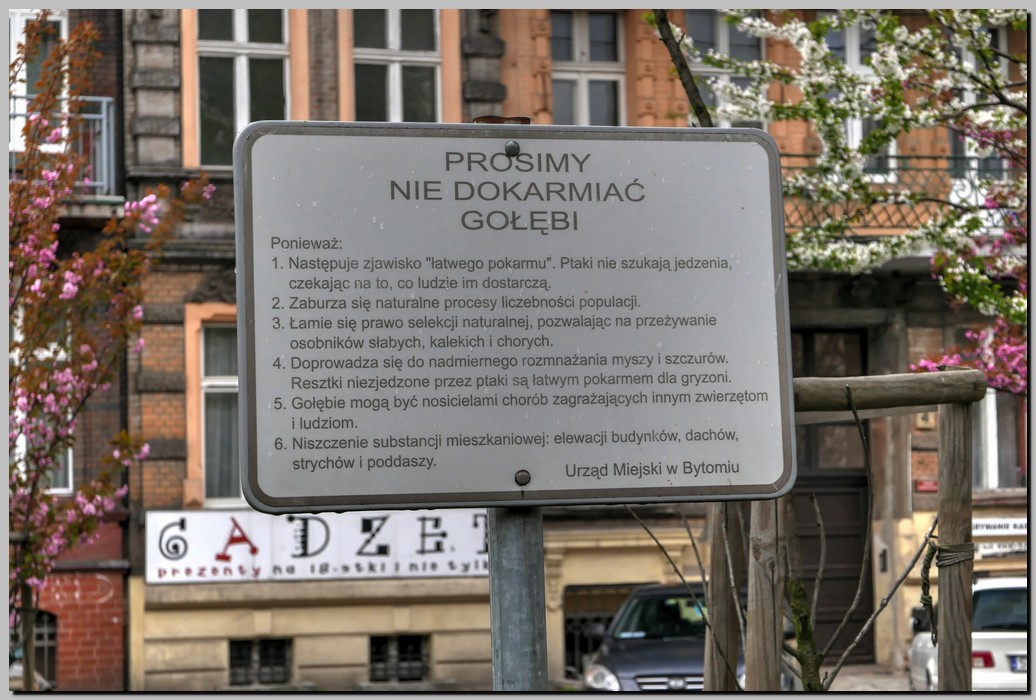 PROSIMY
NIE DOKARMIAĆ
GOŁĘBI
Ponieważ:
1. Następuje zjawisko "łatwego pokarmu". Ptaki nie szukają jedzenia,
czekając na to, co ludzie im dostarczą.
2. Zaburza się naturalne procesy liczebności populacji.
3. Łamie się prawo selekcji naturalnej, pozwalając na przeżywanie
osobników słabych, kalekich i chorych.
4. Doprowadza się do nadmiernego rozmnażania myszy i szczurów.
Resztki niezjedzone przez ptaki są łatwym pokarmem dla gryzoni.
5. Gołębie mogą być nosicielami chorób zagrażających innym zwierzętom
i ludziom.
6. Niszczenie substancji mieszkaniowej: elewacji budynków, dachów,
strychów i poddaszy.
Urząd Miejski w Bytomiu
GADŻET
prezenty na 18-stki i nie tylk